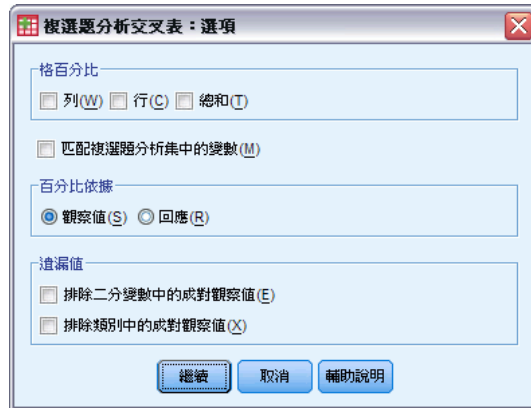 複選題分析交叉表：選項
格百分比
列(W) 行(C) 總和(T)
匹配複選題分析集中的變數(M)
百分比依據
觀察值(S) 回應(R)
遺漏值
排除二分變數中的成對觀察值(E)
排除類別中的成對觀察值(X)
繼續 取消 輔助說明